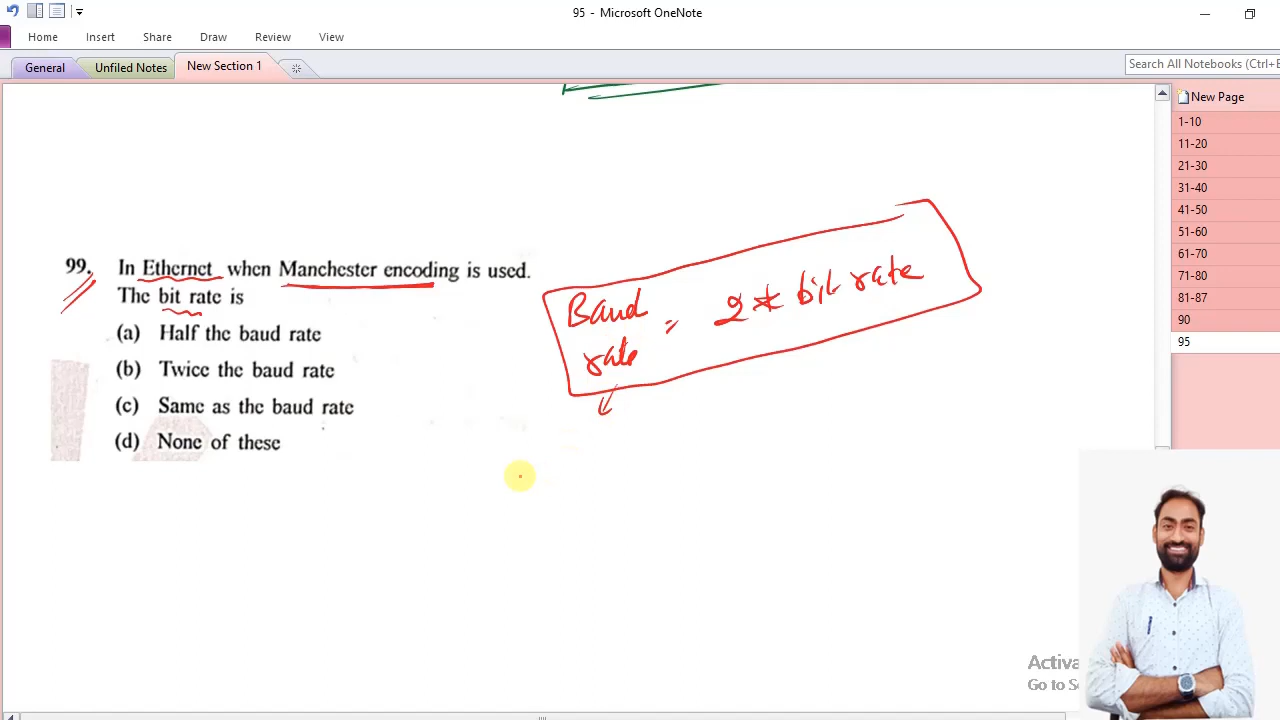 95 - Microsoft OneNote
Home Insert Share Draw Review View
General Unfiled Notes New Section 1
Search All Notebooks (Ctrl+E
New Page
1-10
11-20
21-30
31-40
41-50
51-60
61-70
71-80
81-87
90
95
99. In Ethernet when Manchester encoding is used.
The bit rate is
(a) Half the baud rate
(b) Twice the baud rate
(c) Same as the baud rate
(d) None of these
Baud rate = 2 * bit rate
Activa
Go to Se